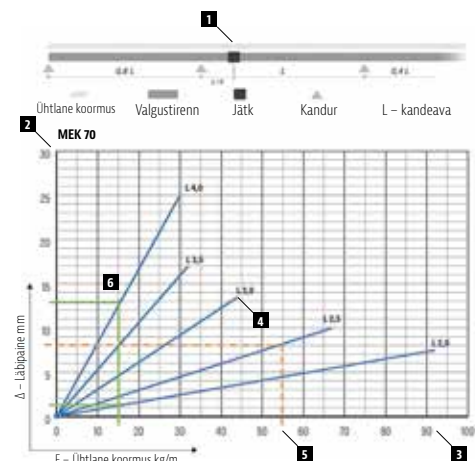 1
0,8 L
L
0,4 L
Ühtlane koormus Valgustirenn Jätk Kandur L – kandeava
2
MEK 70
30
25
20
15
10
5
0
Δ – Läbipaine mm
L 4,0
L 3,5
L 3,0
L 2,5
L 2,0
6
4
0 10 20 30 40 50 60 70 80 90 100
F – Ühtlane koormus kg/m
5
3